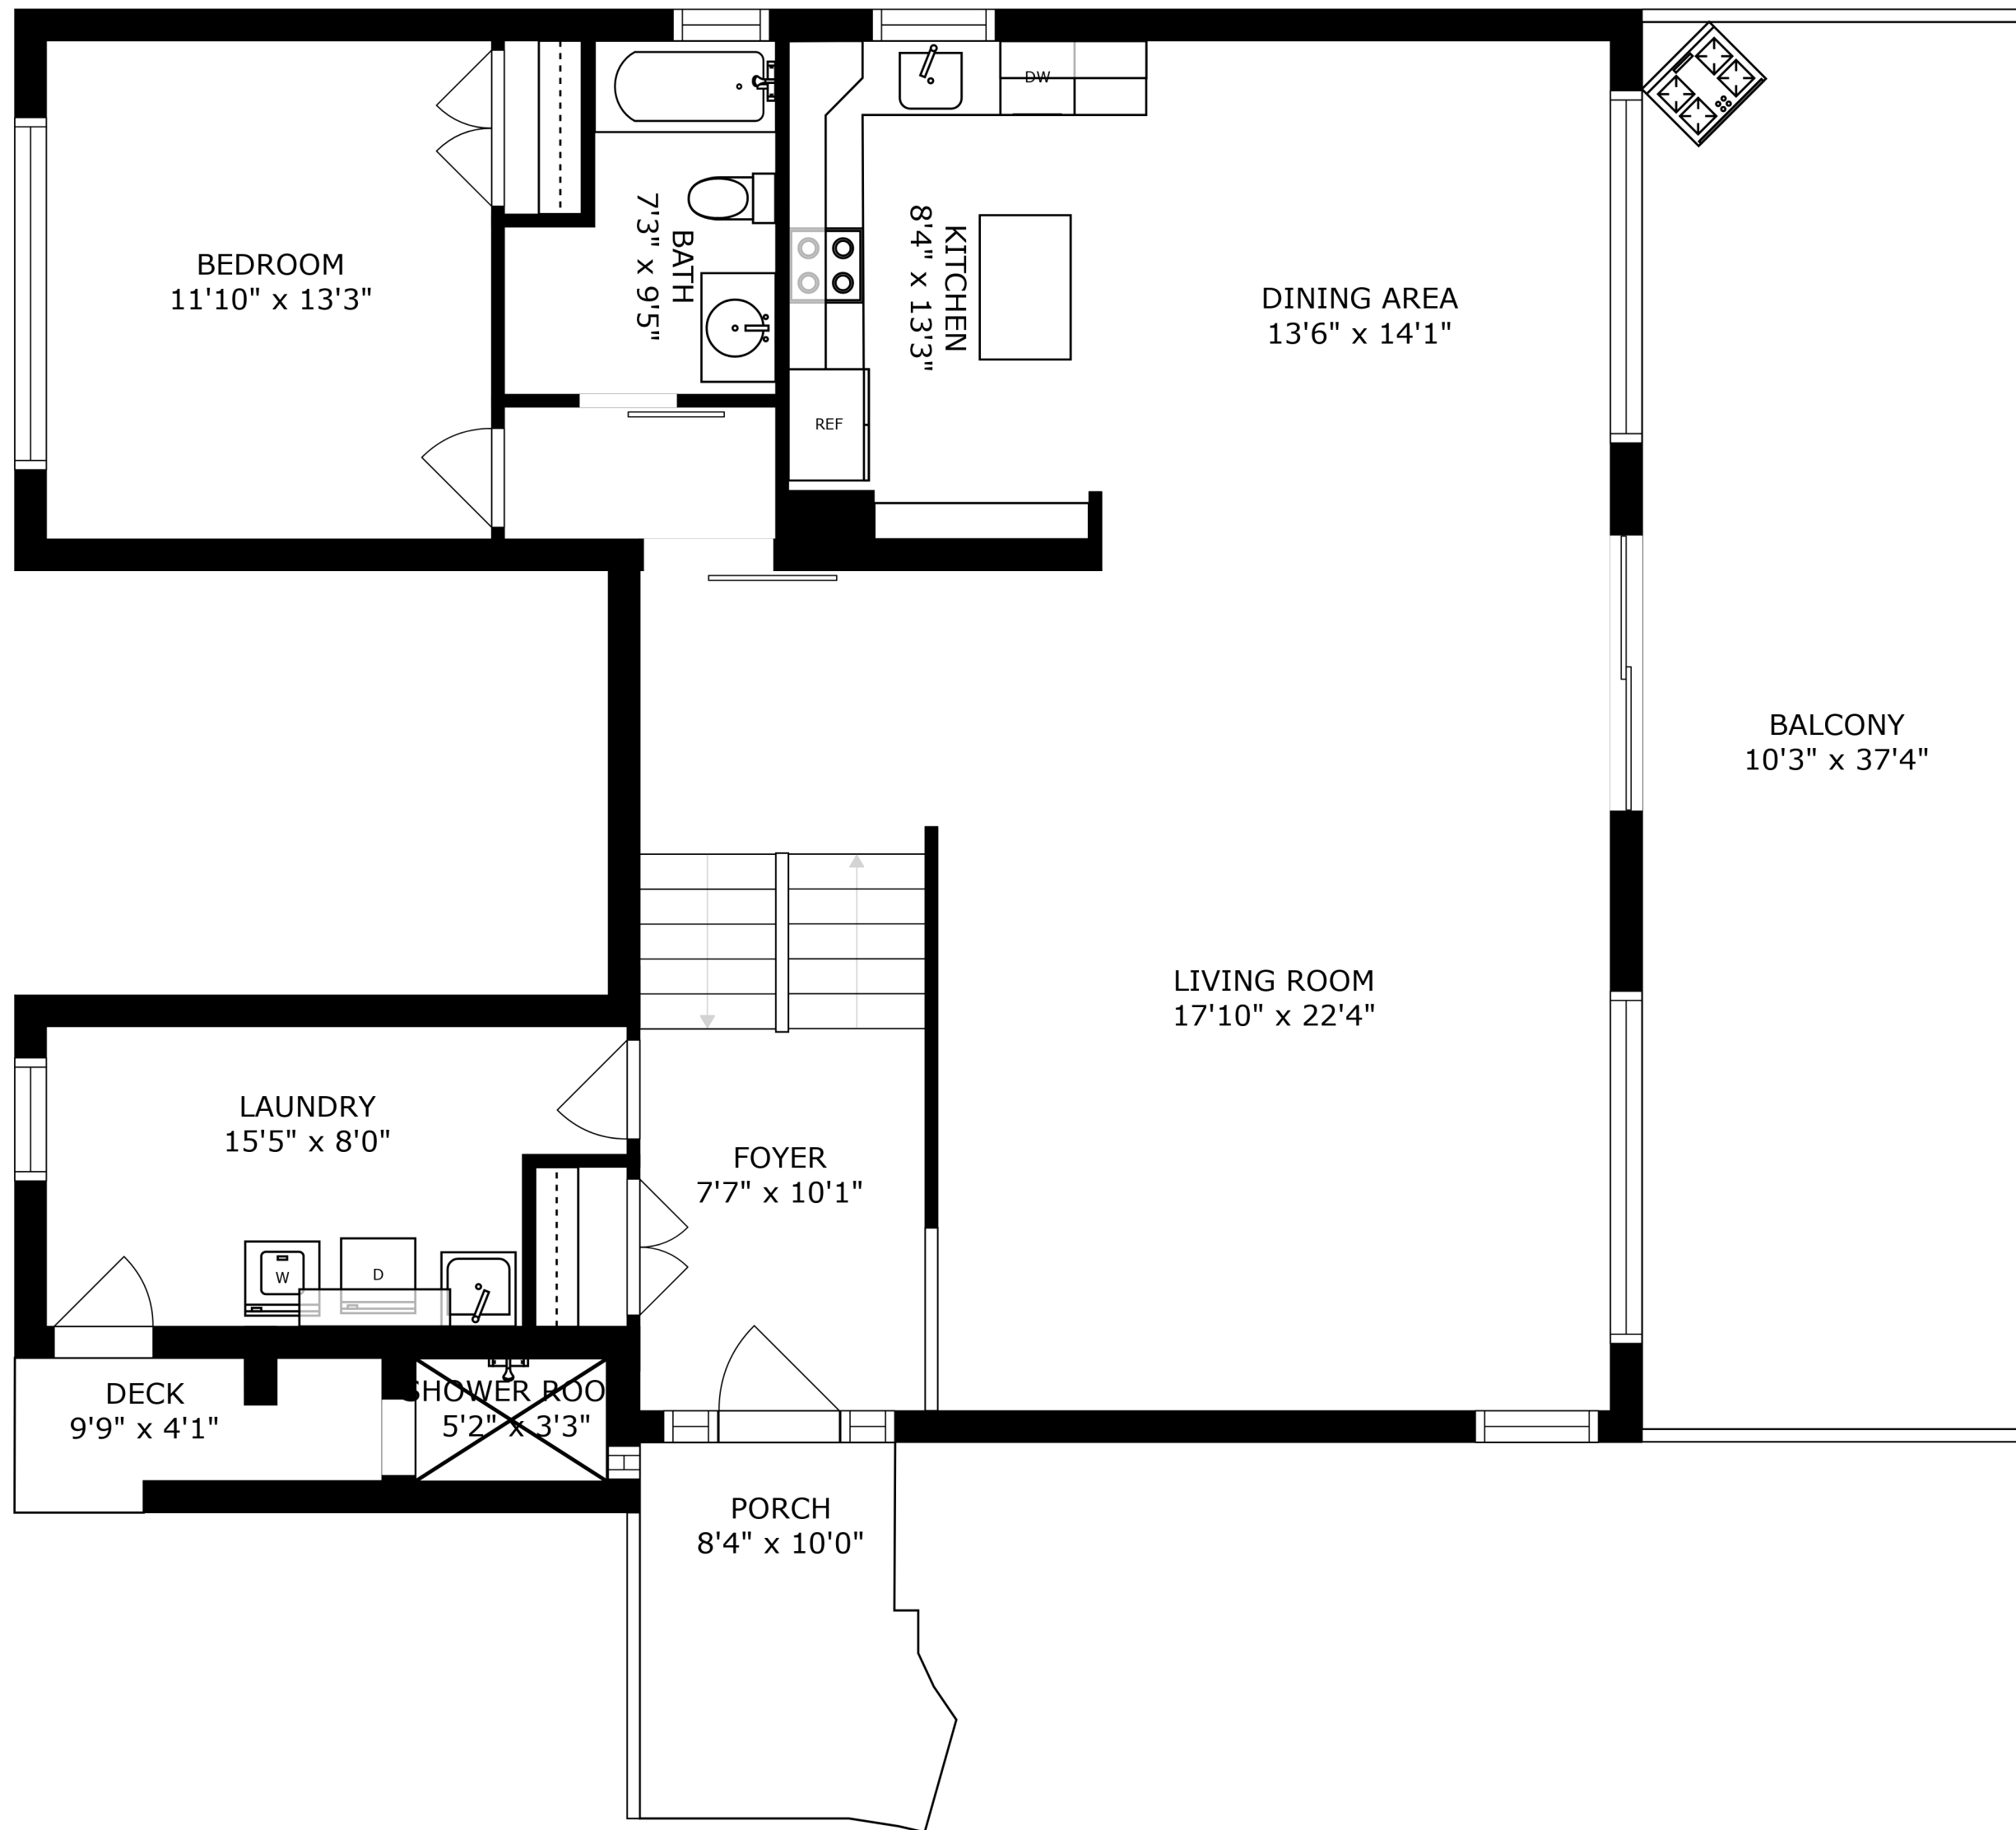 DW
BEDROOM
11'10" x 13'3"
BATH
7'3" x 9'5"
KITCHEN
8'4" x 13'3"
DINING AREA
13'6" x 14'1"
REF
BALCONY
10'3" x 37'4"
LIVING ROOM
17'10" x 22'4"
LAUNDRY
15'5" x 8'0"
FOYER
7'7" x 10'1"
W
D
DECK
9'9" x 4'1"
SHOWER ROO
5'2" x 3'3"
PORCH
8'4" x 10'0"